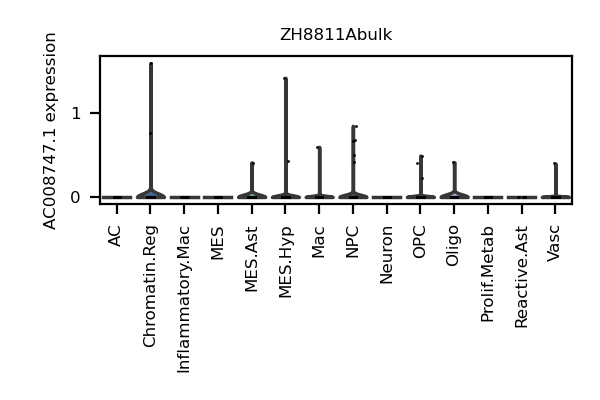 ZH8811Abulk
AC008747.1 expression
1
0
AC
Chromatin.Reg
Inflammatory.Mac
MES
MES.Ast
MES.Hyp
Mac
NPC
Neuron
OPC
Oligo
Prolif.Metab
Reactive.Ast
Vasc